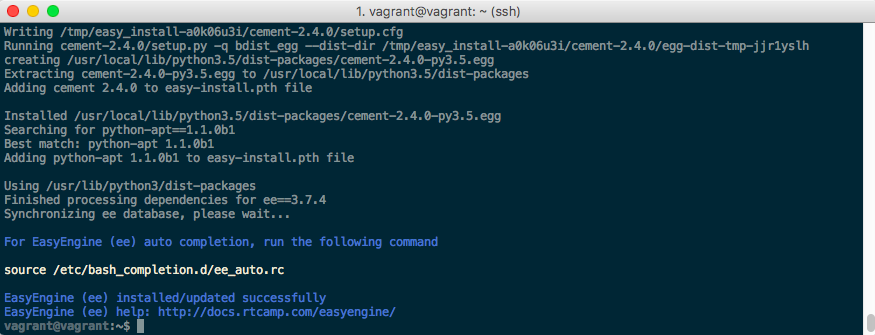 1. vagrant@vagrant: ~ (ssh)
Writing /tmp/easy_install-a0k06u3i/cement-2.4.0/setup.cfg
Running cement-2.4.0/setup.py -q bdist_egg --dist-dir /tmp/easy_install-a0k06u3i/cement-2.4.0/egg-dist-tmp-jjr1yslh
creating /usr/local/lib/python3.5/dist-packages/cement-2.4.0-py3.5.egg
Extracting cement-2.4.0-py3.5.egg to /usr/local/lib/python3.5/dist-packages
Adding cement 2.4.0 to easy-install.pth file
Installed /usr/local/lib/python3.5/dist-packages/cement-2.4.0-py3.5.egg
Searching for python-apt==1.1.0b1
Best match: python-apt 1.1.0b1
Adding python-apt 1.1.0b1 to easy-install.pth file
Using /usr/lib/python3/dist-packages
Finished processing dependencies for ee==3.7.4
Synchronizing ee database, please wait...
For EasyEngine (ee) auto completion, run the following command
source /etc/bash_completion.d/ee_auto.rc
EasyEngine (ee) installed/updated successfully
EasyEngine (ee) help: http://docs.rtcamp.com/easyengine/
vagrant@vagrant:~$